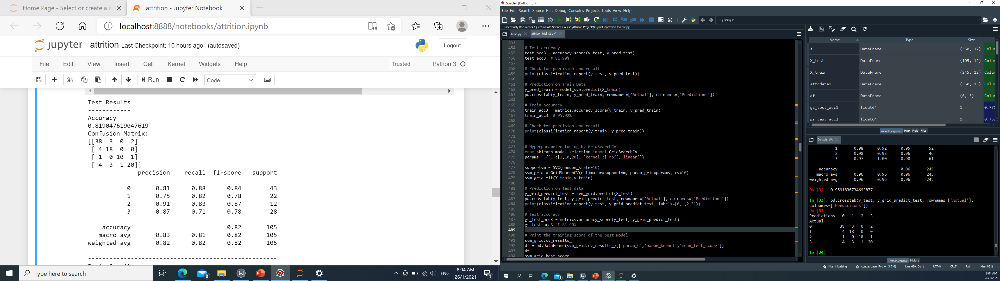 Home Page - Select or create a n
attrition - Jupyter Notebook
localhost:8888/notebooks/attrition.ipynb
jupyter attrition Last Checkpoint: 10 hours ago (autosaved)
Logout
File Edit View Insert Cell Kernel Widgets Help
Trusted
Python 3
Run
Code
Test Results
------------
Accuracy
0.819047619047619
Confusion Matrix:
[[38 3 0 2]
[ 4 18 0 0]
[ 1 0 10 1]
[ 4 3 1 20]]
precision recall f1-score support
0 0.81 0.88 0.84 43
1 0.75 0.82 0.78 22
2 0.91 0.83 0.87 12
3 0.87 0.71 0.78 28
accuracy 0.82 105
macro avg 0.83 0.81 0.82 105
weighted avg 0.82 0.82 0.82 105
-----------------------------------------------------
Type here to search
8
ENG
8:04 AM
26/1/2021
1
Spyder (Python 3.7)
File Edit Search Source Run Debug Consoles Projects Tools View Help
C:\Users\HP
...uments\My Documents 1\Cert in Data Science Course\Attrition Project\NS\Trial 2\attrition trial v2.py
temp.py
attrition trial v2.py*
453
454 # Test accuracy
455 test_acc3 = accuracy_score(y_test, y_pred_test)
456 test_acc3 # 81.90%
457
458 # Check for precision and recall
459 print(classification_report(y_test, y_pred_test))
460
461 # Prediction on Train Data
462 y_pred_train = model_svm.predict(X_train)
463 pd.crosstab(y_train, y_pred_train, rownames=['Actual'], colnames=['Predictions'])
464
465 # Train accuracy
466 train_acc3 = metrics.accuracy_score(y_train, y_pred_train)
467 train_acc3 # 95.92%
468
469 # Check for precision and recall
470 print(classification_report(y_train, y_pred_train))
471
472
473 # Hyperparameter tuning by GridSearchCV
474 from sklearn.model_selection import GridSearchCV
475 params = {'C':[1,10,20], 'kernel':['rbf','linear']}
476
477 supportvm = SVC(random_state=10)
478 svm_grid = GridSearchCV(estimator=supportvm, param_grid=params, cv=10)
479 svm_grid.fit(X_train,y_train)
480
481 # Prediction on Test data
482 y_grid_predict_test = svm_grid.predict(X_test)
483 pd.crosstab(y_test, y_grid_predict_test, rownames=['Actual'], colnames=['Predictions'])
484 print(classification_report(y_test, y_grid_predict_test, labels=[0,1,2,3]))
485
486 # Test accuracy
487 gs_test_acc3 = metrics.accuracy_score(y_test, y_grid_predict_test)
488 gs_test_acc3 # 81.90%
489
490 # Print the training score of the best model
491 svm_grid.cv_results_
492 df = pd.DataFrame(svm_grid.cv_results_)[['param_C','param_kernel','mean_test_score']]
493 df
494 svm_grid.best_score_
Name Type Size
X DataFrame (350, 12) Colum
X_test DataFrame (105, 12) Colum
X_train DataFrame (245, 12) Colum
attrdata1 DataFrame (350, 13) Colum
df DataFrame (6, 3) Colum
gs_test_acc1 float64 1 0.771
gs_test_acc2 float64 1 0.752
Variable explorer Help Plots Files
Console 1/A
1 0.98 0.92 0.95 52
2 0.98 0.93 0.96 46
3 0.97 1.00 0.98 61
accuracy 0.96 245
macro avg 0.96 0.96 0.96 245
weighted avg 0.96 0.96 0.96 245
Out[32]: 0.9591836734693877
In [33]: pd.crosstab(y_test, y_grid_predict_test, rownames=['Actual'],
colnames=['Predictions'])
Out[33]:
Predictions 0 1 2 3
Actual
0 38 3 0 2
1 4 18 0 0
2 1 0 10 1
3 4 3 1 20
In [34]:
IPython console History
Kite: initializing conda: base (Python 3.7.6) Line 489, Col 1 UTF-8 CRLF RW Mem 88%
8
8:04 AM
26/1/2021